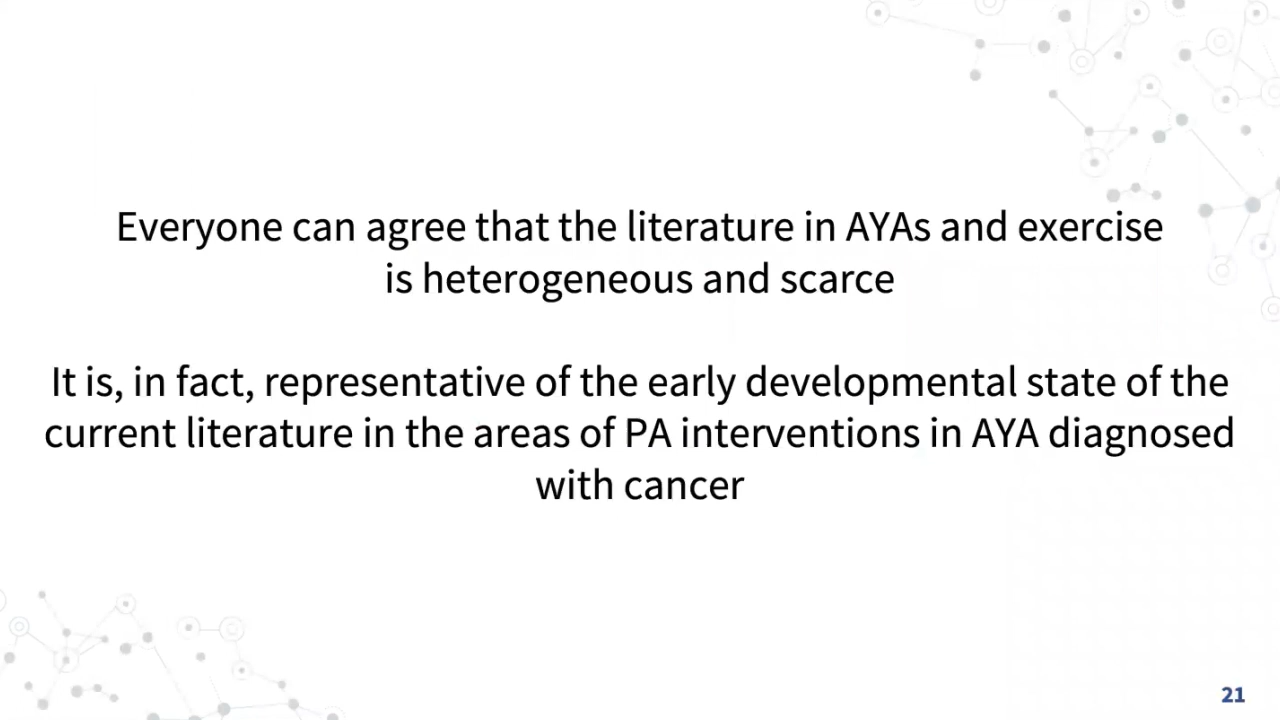 Everyone can agree that the literature in AYAs and exercise
is heterogeneous and scarce
It is, in fact, representative of the early developmental state of the
current literature in the areas of PA interventions in AYA diagnosed
with cancer
21